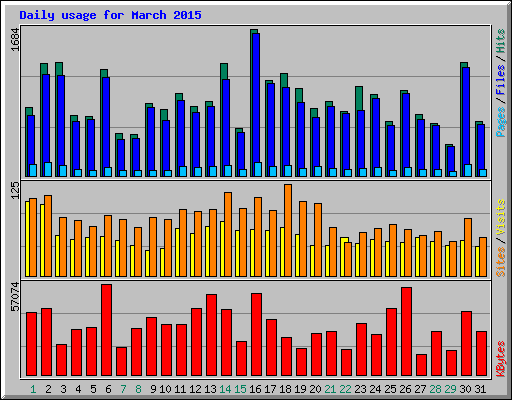 Daily usage for March 2015
1684
Pages / Files / Hits
125
Sites / Visits
57074
KBytes
1 2 3 4 5 6 7 8 9 10 11 12 13 14 15 16 17 18 19 20 21 22 23 24 25 26 27 28 29 30 31